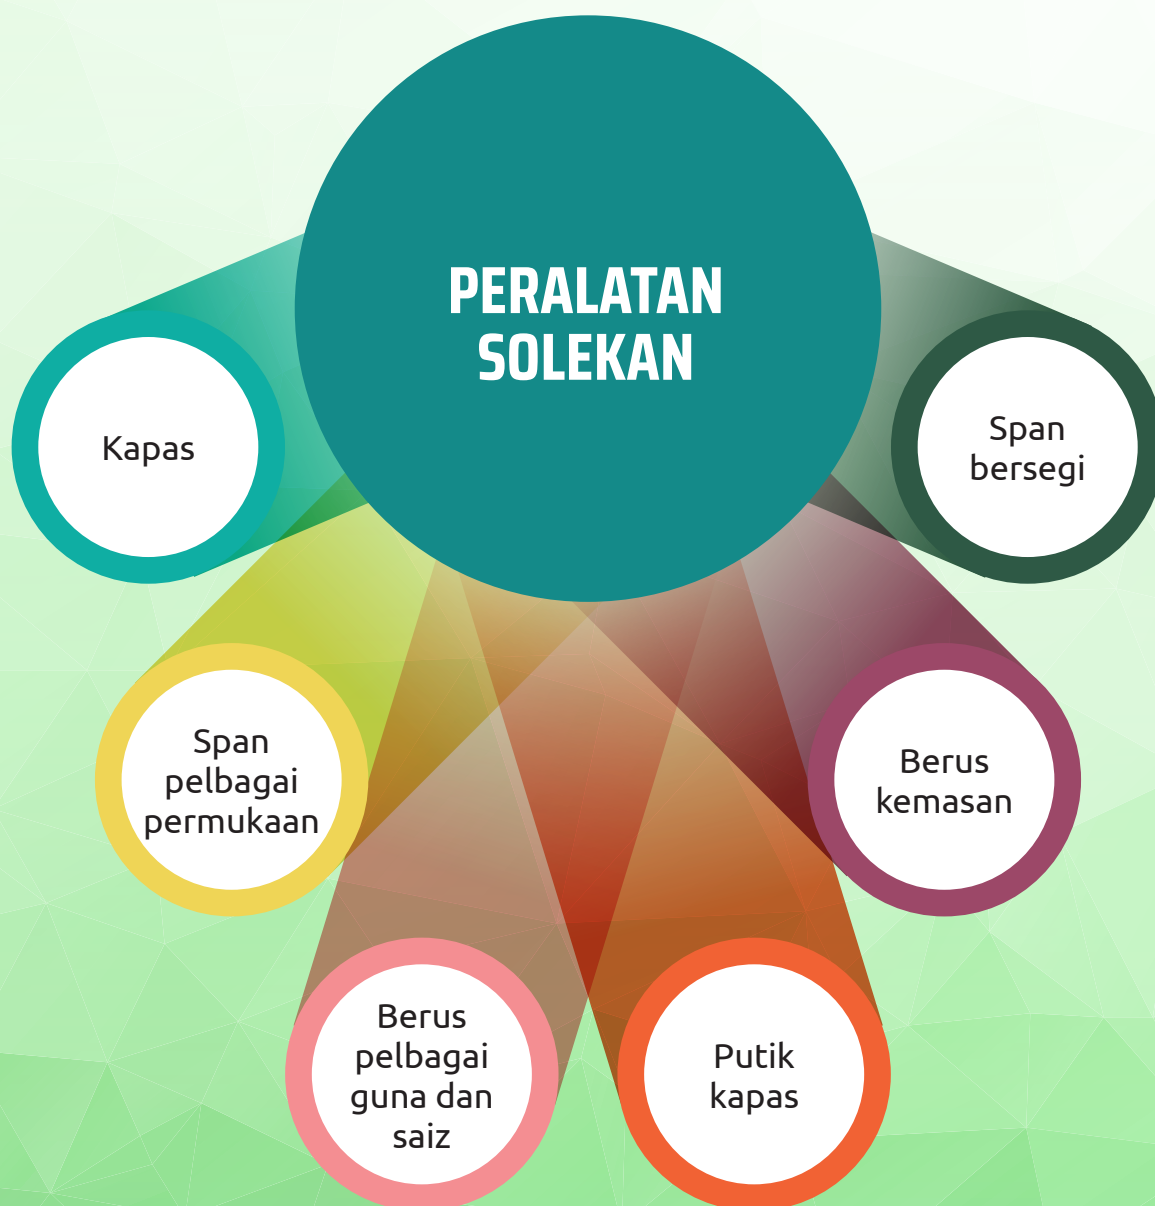 PERALATAN
SOLEKAN
Kapas
Span
pelbagai
permukaan
Berus
pelbagai
guna dan
saiz
Putik
kapas
Berus
kemasan
Span
bersegi